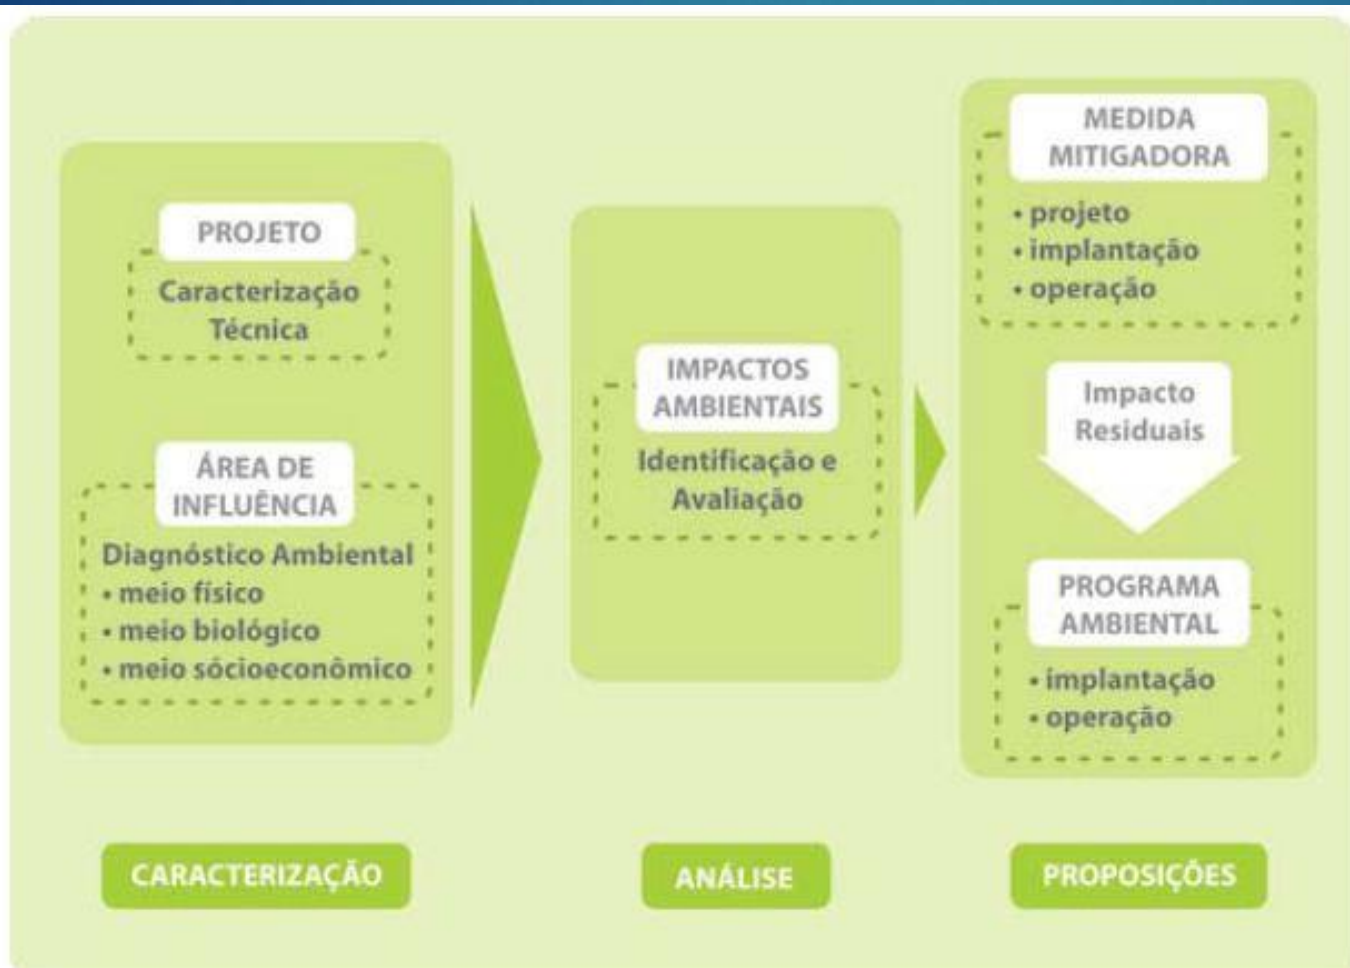 PROJETO
Caracterização
Técnica
ÁREA DE
INFLUÊNCIA
Diagnóstico Ambiental
• meio físico
• meio biológico
• meio sócioeconômico
CARACTERIZAÇÃO
IMPACTOS
AMBIENTAIS
Identificação e
Avaliação
ANÁLISE
MEDIDA
MITIGADORA
• projeto
• implantação
• operação
Impacto
Residuais
PROGRAMA
AMBIENTAL
• implantação
• operação
PROPOSIÇÕES